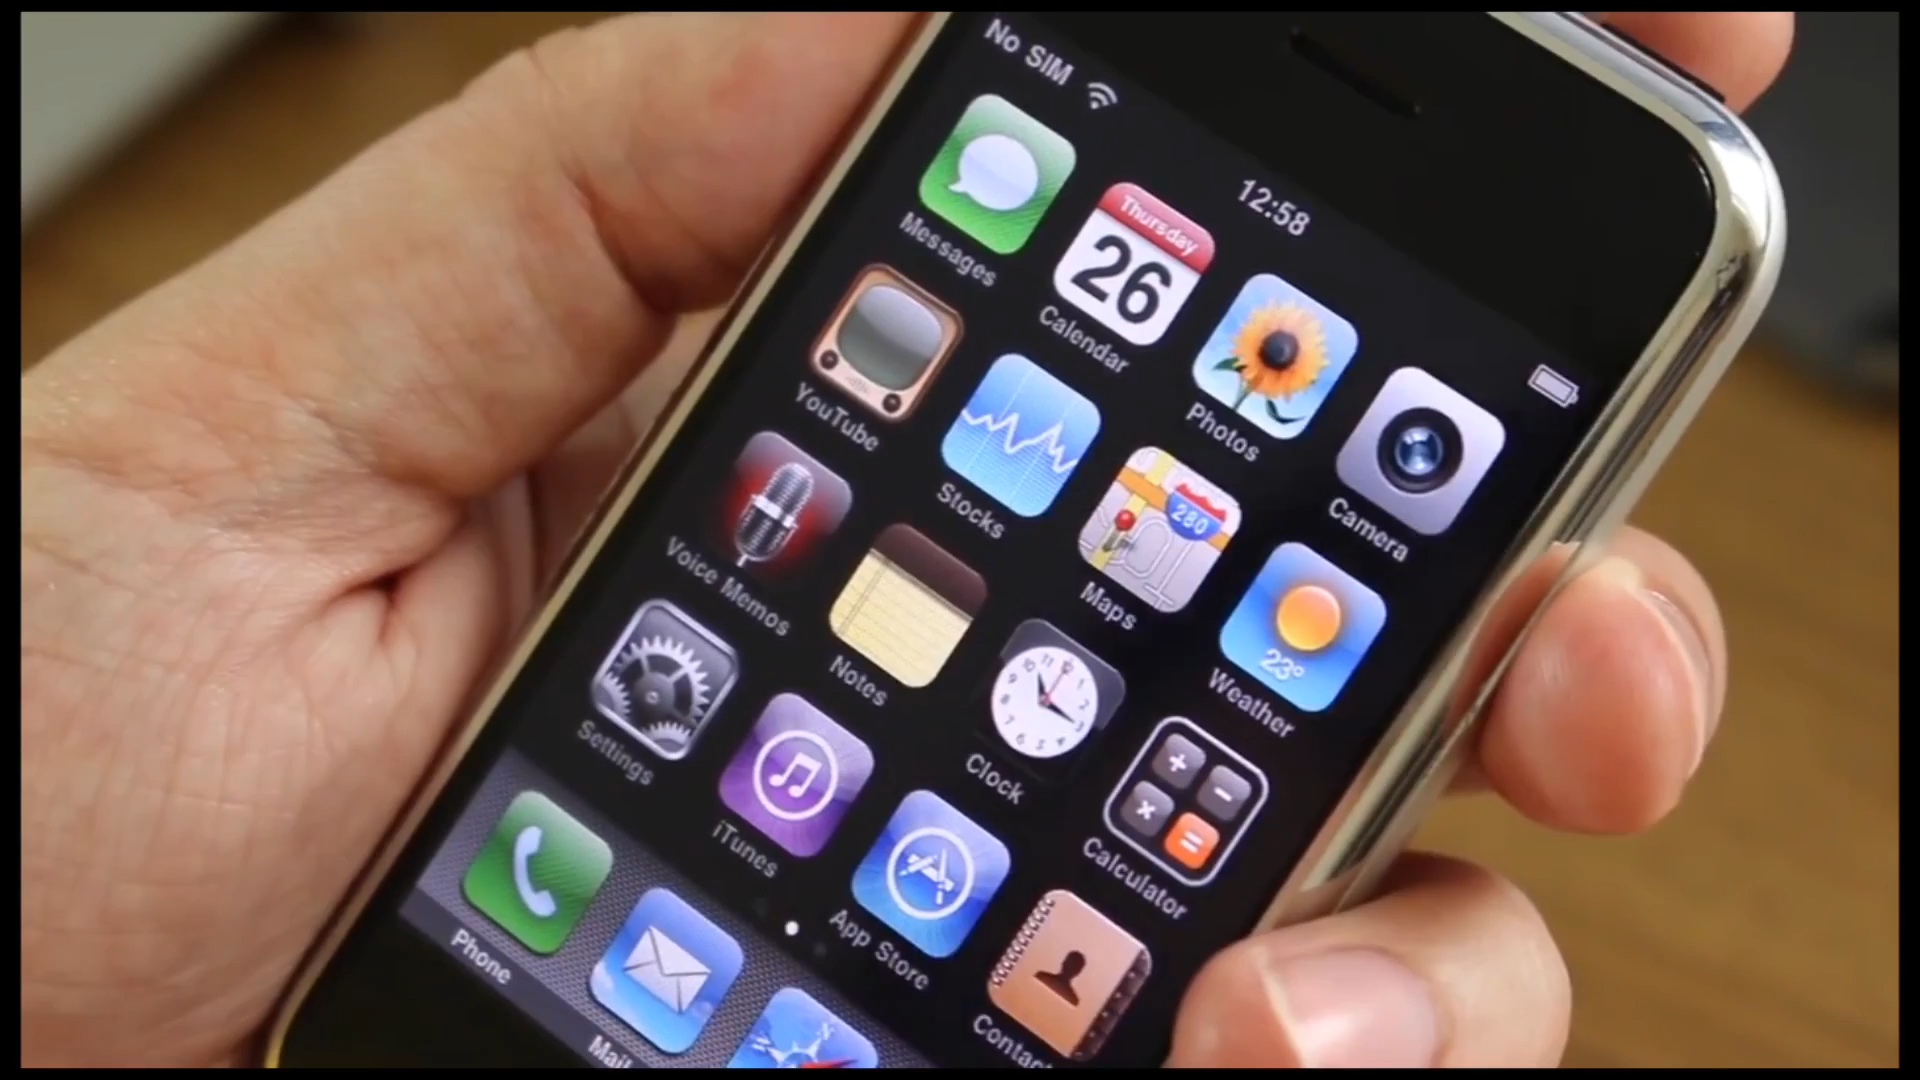 No SIM
12:58
Messages
Thursday
26
Calendar
Photos
Camera
YouTube
Stocks
280
Maps
23°
Weather
Voice Memos
Notes
Clock
Calculator
Settings
iTunes
App Store
Contac
Phone
Mail